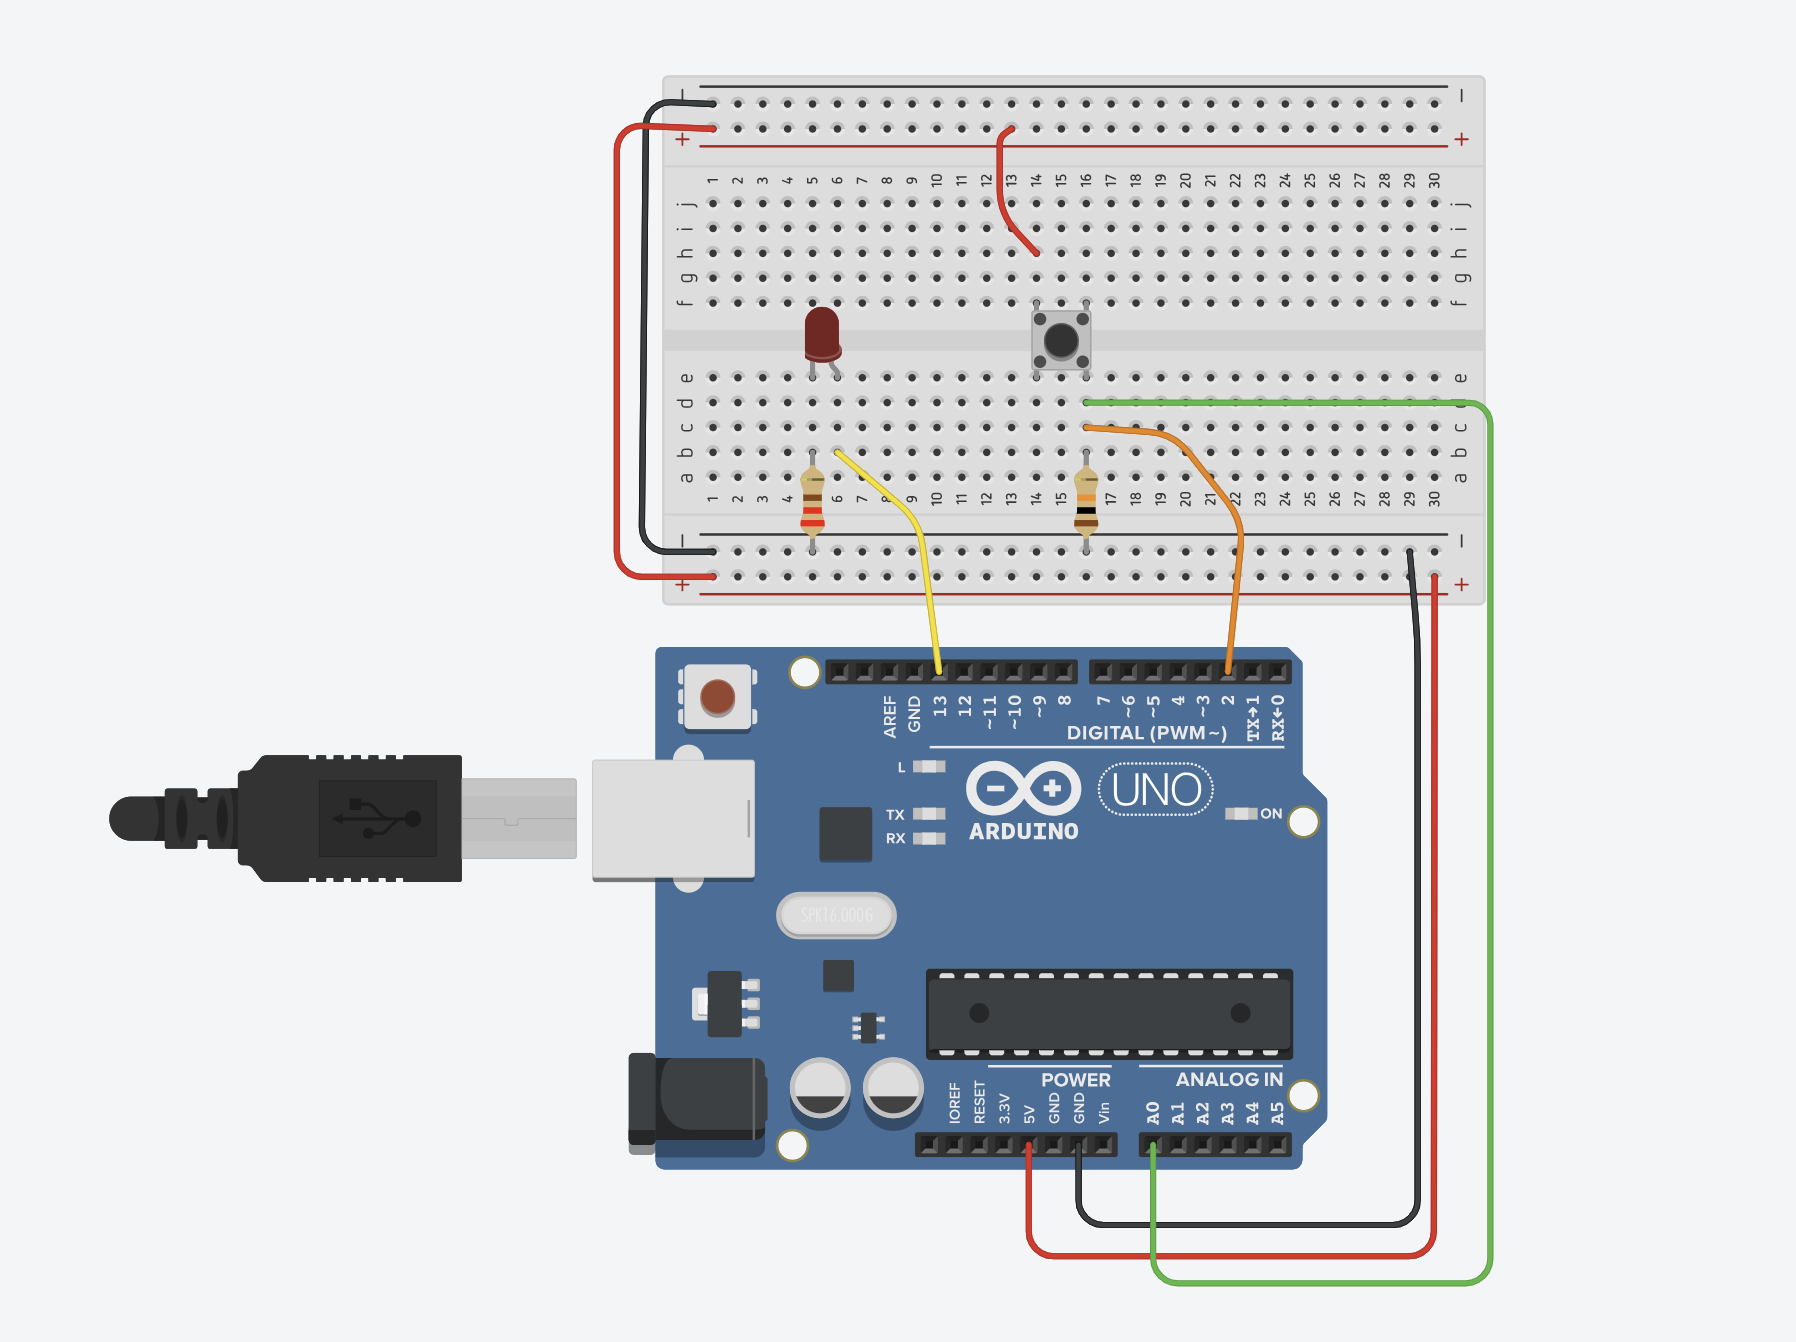 − −
+ +
1 2 3 4 5 6 7 8 9 10 11 12 13 14 15 16 17 18 19 20 21 22 23 24 25 26 27 28 29 30
j j
i i
h h
g g
f f
e e
d
c c
b b
a a
1 2 3 4 5 6 7 8 9 10 11 12 13 14 15 16 17 18 19 20 21 22 23 24 25 26 27 28 29 30
− −
+ +
AREF GND 13 12 ~11 ~10 ~9 8 7 ~6 ~5 4 ~3 2 TX→1 RX←0
DIGITAL (PWM~)
L
UNO
TX
ON
ARDUINO
RX
SPK16.000G
POWER
ANALOG IN
IOREF RESET 3.3V 5V GND GND Vin A0 A1 A2 A3 A4 A5